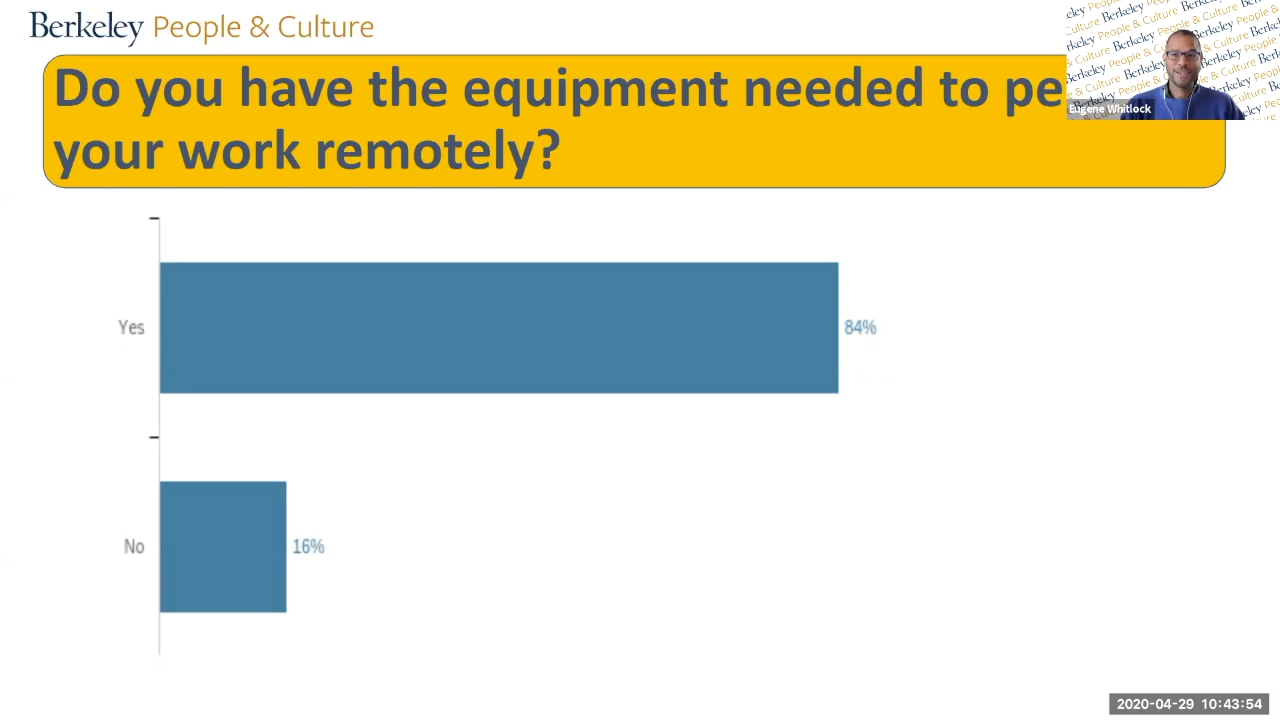 Berkeley People & Culture
Do you have the equipment needed to pe
your work remotely?
Eugene Whitlock
Yes
84%
No
16%
2020-04-29 10:43:54